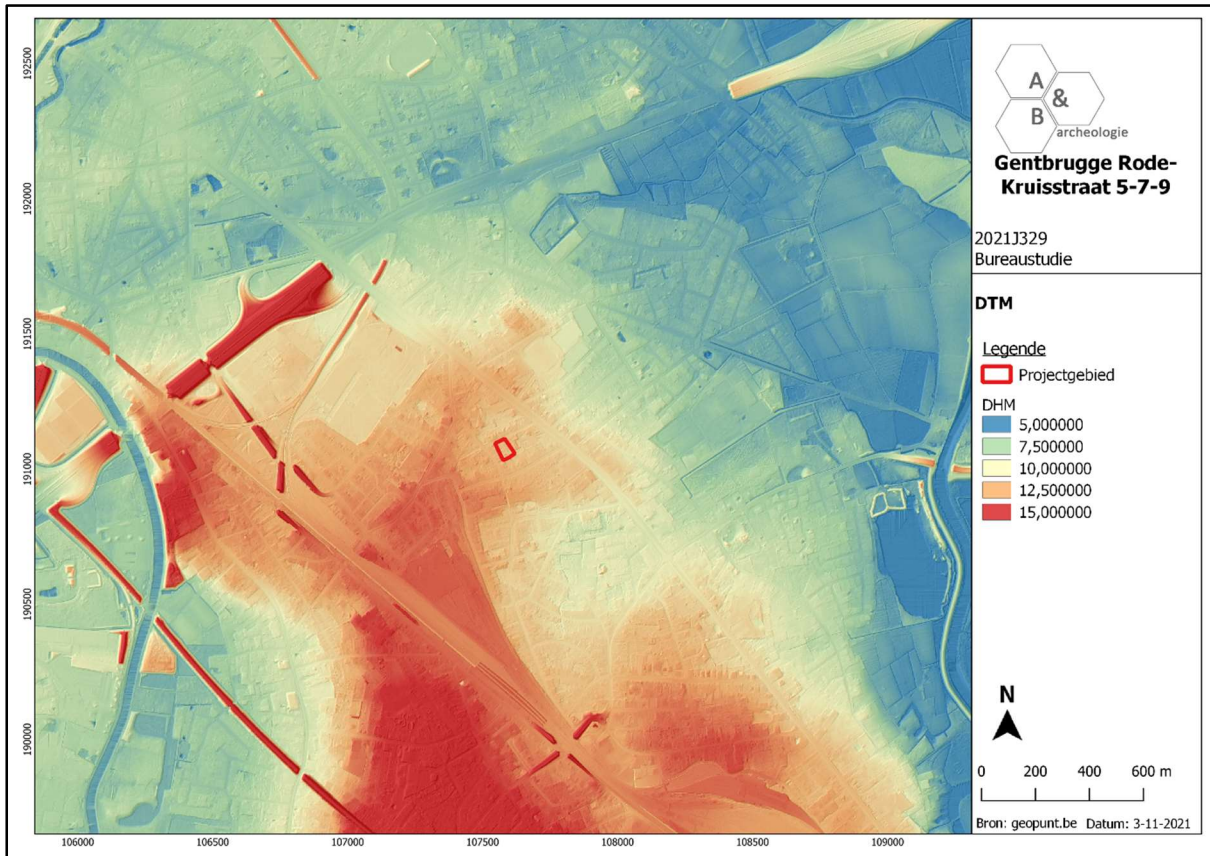 A
&
B
archeologie
Gentbrugge Rode-
Kruisstraat 5-7-9
2021J329
Bureaustudie
DTM
Legende
Projectgebied
DHM
5,000000
7,500000
10,000000
12,500000
15,000000
N
0 200 400 600 m
Bron: geopunt.be Datum: 3-11-2021
192500
192000
191500
191000
190500
190000
106000 106500 107000 107500 108000 108500 109000